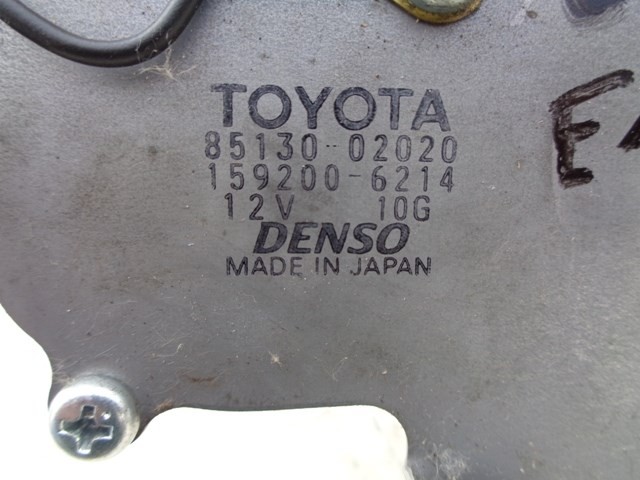 TOYOTA
85130-02020
159200-6214
12V 10G
DENSO
MADE IN JAPAN